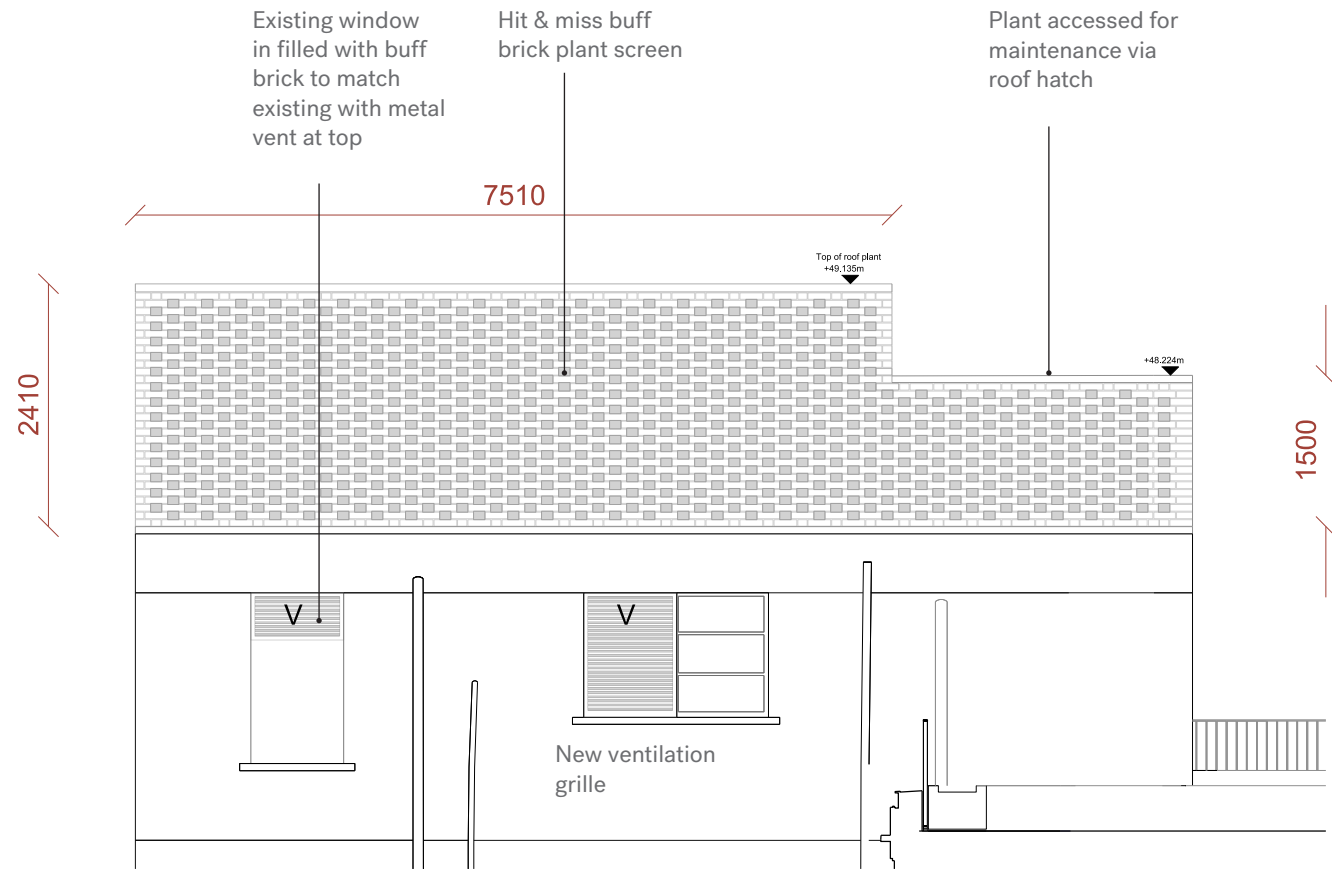 Existing window
in filled with buff
brick to match
existing with metal
vent at top
Hit & miss buff
brick plant screen
Plant accessed for
maintenance via
roof hatch
7510
Top of roof plant
+49.135m
+48.224m
2410
1500
V
V
New ventilation
grille